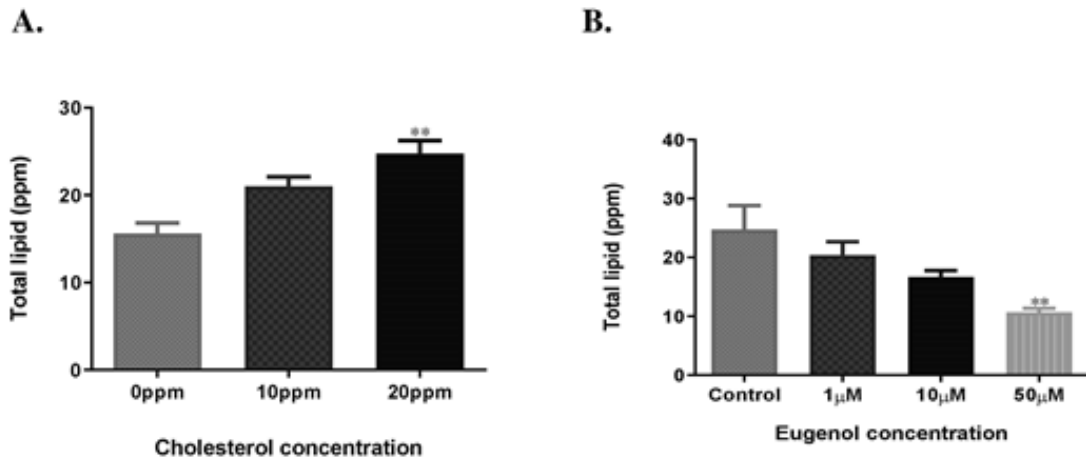 A.
B.
30
20
10
0
Total lipid (ppm)
**
0ppm 10ppm 20ppm
Cholesterol concentration
40
30
20
10
0
Total lipid (ppm)
**
Control 1μM 10μM 50μM
Eugenol concentration